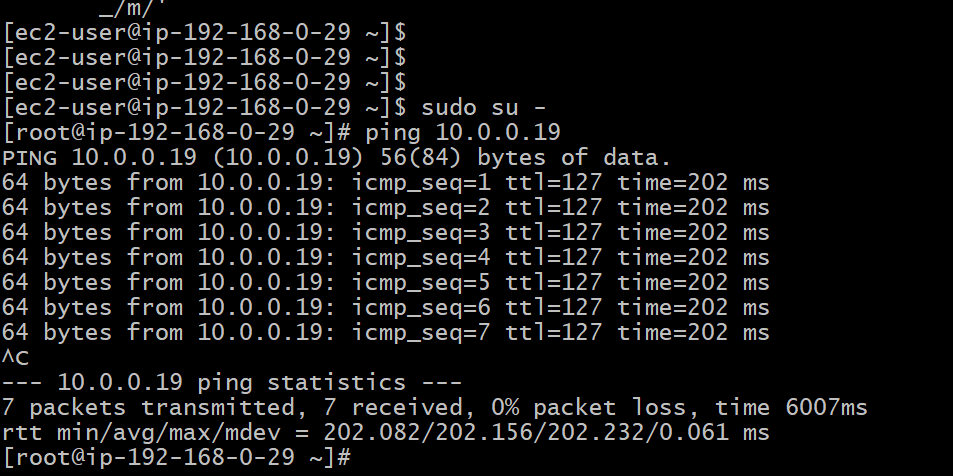 _/m/'
[ec2-user@ip-192-168-0-29 ~]$
[ec2-user@ip-192-168-0-29 ~]$
[ec2-user@ip-192-168-0-29 ~]$
[ec2-user@ip-192-168-0-29 ~]$ sudo su -
[root@ip-192-168-0-29 ~]# ping 10.0.0.19
PING 10.0.0.19 (10.0.0.19) 56(84) bytes of data.
64 bytes from 10.0.0.19: icmp_seq=1 ttl=127 time=202 ms
64 bytes from 10.0.0.19: icmp_seq=2 ttl=127 time=202 ms
64 bytes from 10.0.0.19: icmp_seq=3 ttl=127 time=202 ms
64 bytes from 10.0.0.19: icmp_seq=4 ttl=127 time=202 ms
64 bytes from 10.0.0.19: icmp_seq=5 ttl=127 time=202 ms
64 bytes from 10.0.0.19: icmp_seq=6 ttl=127 time=202 ms
64 bytes from 10.0.0.19: icmp_seq=7 ttl=127 time=202 ms
^C
--- 10.0.0.19 ping statistics ---
7 packets transmitted, 7 received, 0% packet loss, time 6007ms
rtt min/avg/max/mdev = 202.082/202.156/202.232/0.061 ms
[root@ip-192-168-0-29 ~]#